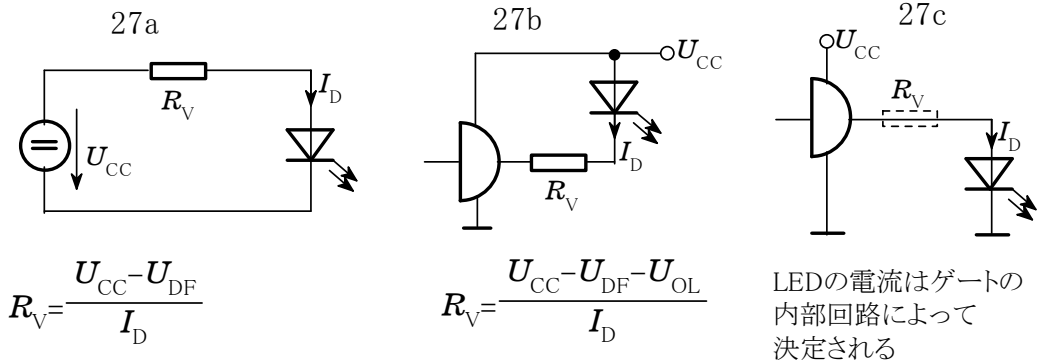 27a
27b
27c
U_CC
R_V
I_D
U_CC
R_V
I_D
U_CC
R_V
I_D
R_V=(U_CC-U_DF)/I_D
R_V=(U_CC-U_DF-U_OL)/I_D
LEDの電流はゲートの
内部回路によって
決定される